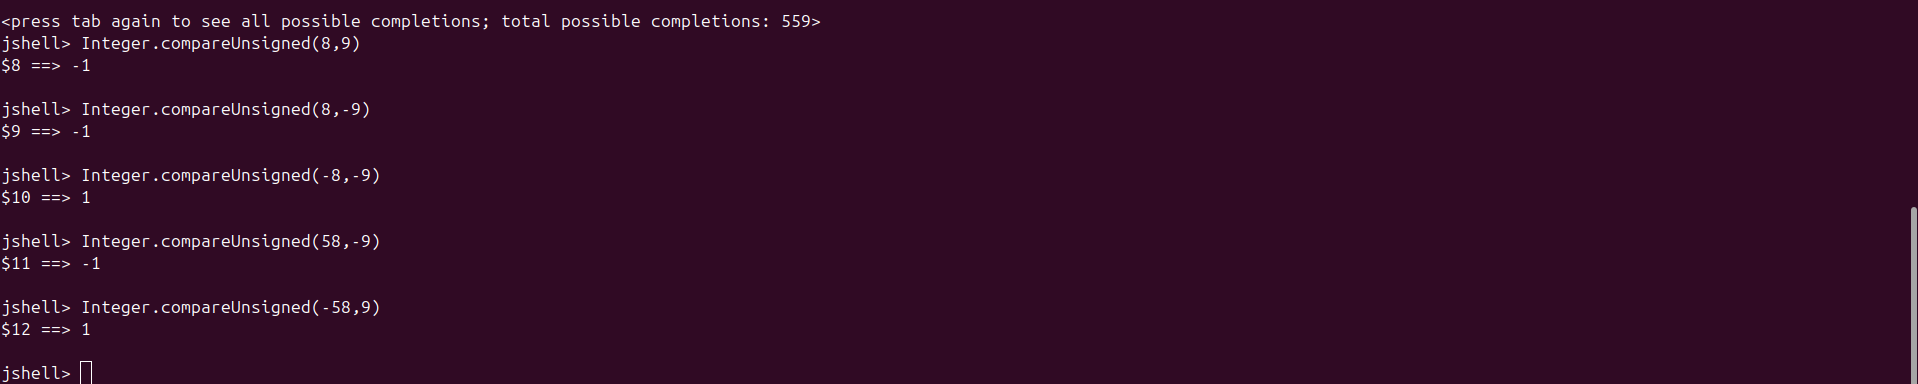 <press tab again to see all possible completions; total possible completions: 559>
jshell> Integer.compareUnsigned(8,9)
$8 ==> -1
jshell> Integer.compareUnsigned(8,-9)
$9 ==> -1
jshell> Integer.compareUnsigned(-8,-9)
$10 ==> 1
jshell> Integer.compareUnsigned(58,-9)
$11 ==> -1
jshell> Integer.compareUnsigned(-58,9)
$12 ==> 1
jshell>